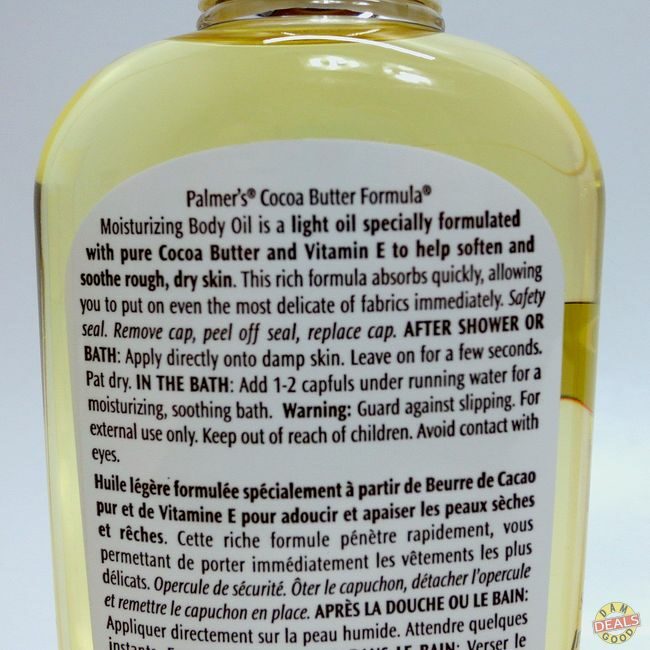 Palmer's® Cocoa Butter Formula®
Moisturizing Body Oil is a light oil specially formulated
with pure Cocoa Butter and Vitamin E to help soften and
soothe rough, dry skin. This rich formula absorbs quickly, allowing
you to put on even the most delicate of fabrics immediately. Safety
seal. Remove cap, peel off seal, replace cap. AFTER SHOWER OR
BATH: Apply directly onto damp skin. Leave on for a few seconds.
Pat dry. IN THE BATH: Add 1-2 capfuls under running water for a
moisturizing, soothing bath. Warning: Guard against slipping. For
external use only. Keep out of reach of children. Avoid contact with
eyes.
Huile légère formulée spécialement à partir de Beurre de Cacao
pur et de Vitamine E pour adoucir et apaiser les peaux sèches
et rêches. Cette riche formule pénètre rapidement, vous
permettant de porter immédiatement les vêtements les plus
délicats. Opercule de sécurité. Ôter le capuchon, détacher l'opercule
et remettre le capuchon en place. APRÈS LA DOUCHE OU LE BAIN:
Appliquer directement sur la peau humide. Attendre quelques
DANS LE BAIN: Verser le
DAM
DEALS
GOOD